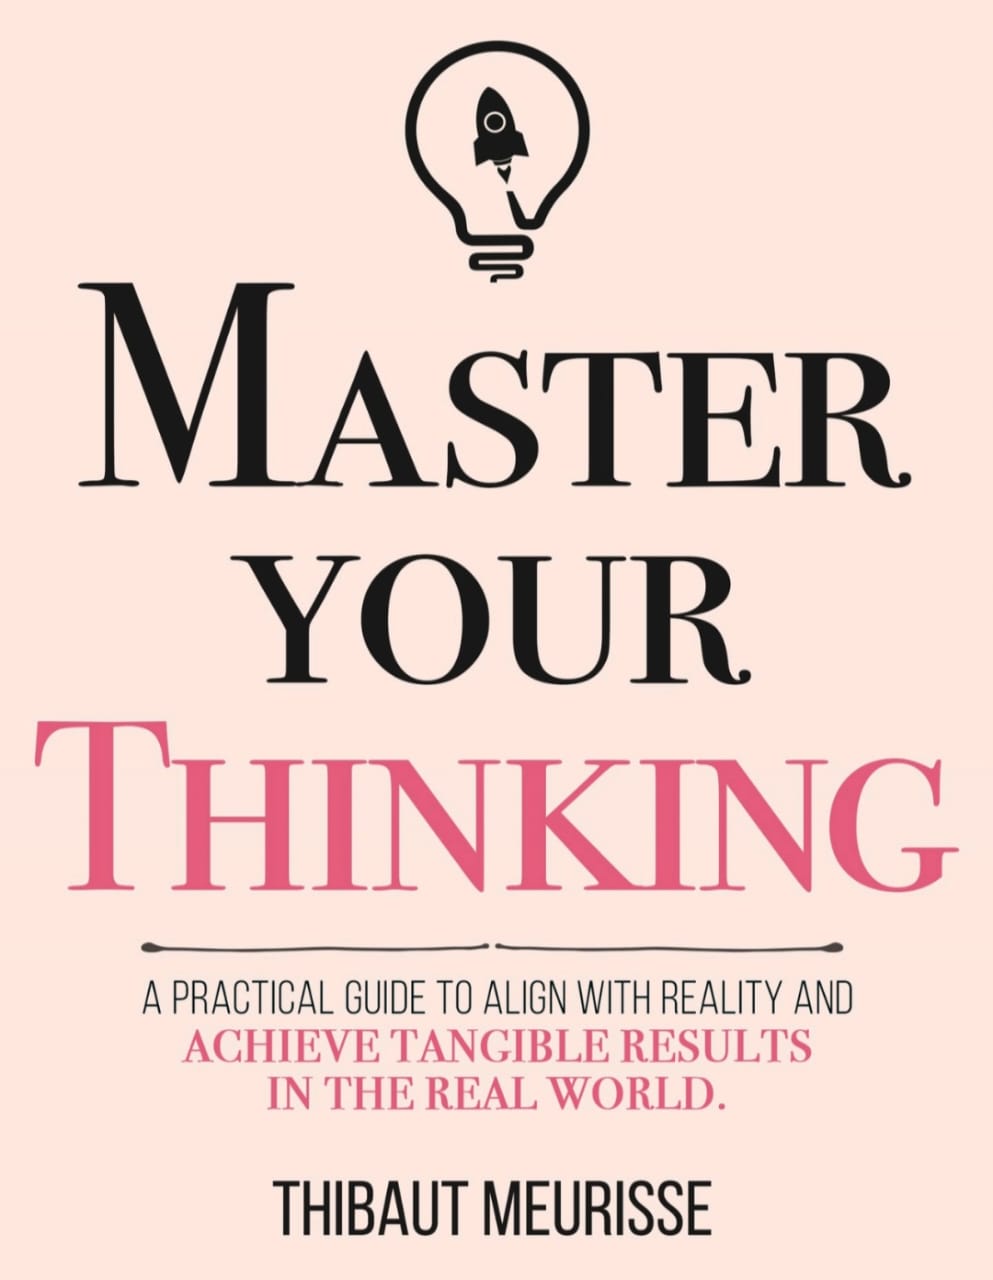 MASTER
YOUR
THINKING
A PRACTICAL GUIDE TO ALIGN WITH REALITY AND
ACHIEVE TANGIBLE RESULTS
IN THE REAL WORLD.
THIBAUT MEURISSE